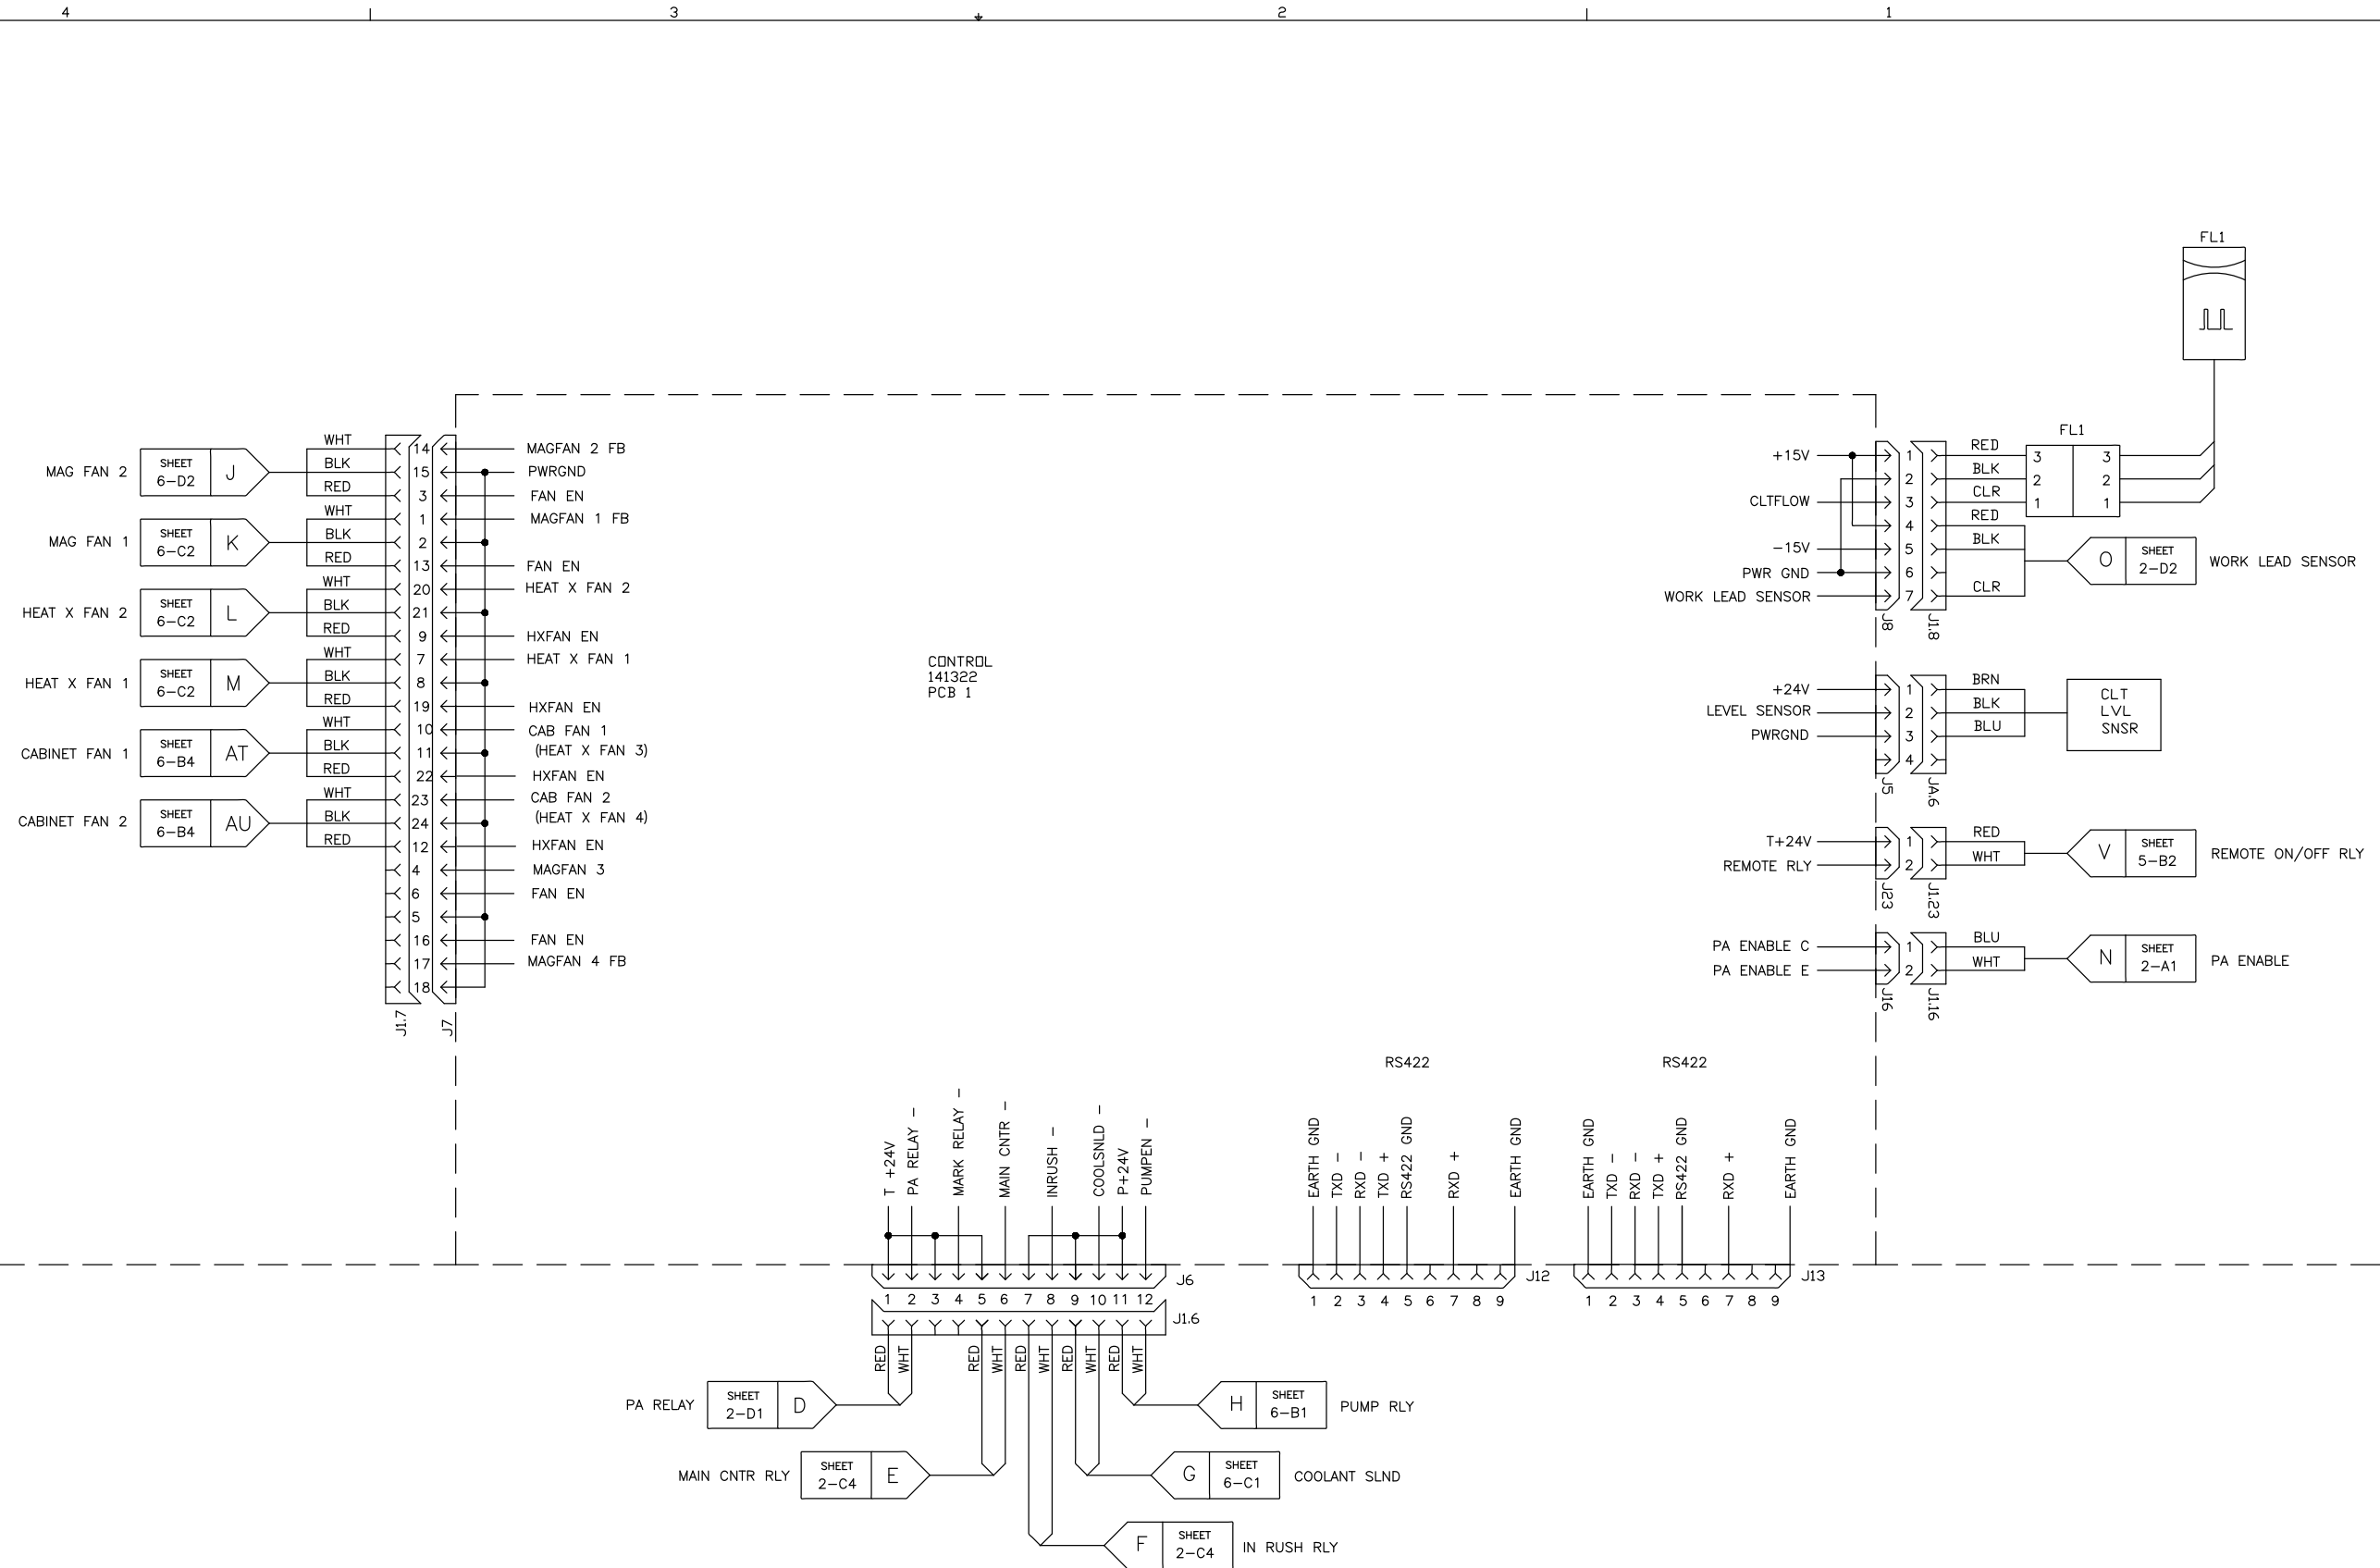 4 3 2 1
FL1
MAG FAN 2 SHEET 6-D2 J
MAG FAN 1 SHEET 6-C2 K
HEAT X FAN 2 SHEET 6-C2 L
HEAT X FAN 1 SHEET 6-C2 M
CABINET FAN 1 SHEET 6-B4 AT
CABINET FAN 2 SHEET 6-B4 AU
WHT 14 MAGFAN 2 FB
BLK 15 PWRGND
RED 3 FAN EN
WHT 1 MAGFAN 1 FB
BLK 2
RED 13 FAN EN
WHT 20 HEAT X FAN 2
BLK 21
RED 9 HXFAN EN
WHT 7 HEAT X FAN 1
BLK 8
RED 19 HXFAN EN
WHT 10 CAB FAN 1
BLK 11 (HEAT X FAN 3)
RED 22 HXFAN EN
WHT 23 CAB FAN 2
BLK 24 (HEAT X FAN 4)
RED 12 HXFAN EN
4 MAGFAN 3
6 FAN EN
5
16 FAN EN
17 MAGFAN 4 FB
18
J1.7 J7
CONTROL
141322
PCB 1
+15V 1 RED
2 BLK
CLTFLOW 3 CLR
4 RED
-15V 5 BLK
PWR GND 6
WORK LEAD SENSOR 7 CLR
J8 J1.8
FL1
3 3
2 2
1 1
O SHEET 2-D2 WORK LEAD SENSOR
+24V 1 BRN
LEVEL SENSOR 2 BLK
PWRGND 3 BLU
4
J5 JA.6
CLT
LVL
SNSR
T+24V 1 RED
REMOTE RLY 2 WHT
J23 J1.23
V SHEET 5-B2 REMOTE ON/OFF RLY
PA ENABLE C 1 BLU
PA ENABLE E 2 WHT
J16 J1.16
N SHEET 2-A1 PA ENABLE
T +24V
PA RELAY -
MARK RELAY -
MAIN CNTR -
INRUSH -
COOLSNLD -
P+24V
PUMPEN -
J6
1 2 3 4 5 6 7 8 9 10 11 12
J1.6
RED WHT RED WHT RED WHT RED WHT RED WHT
PA RELAY SHEET 2-D1 D
H SHEET 6-B1 PUMP RLY
MAIN CNTR RLY SHEET 2-C4 E
G SHEET 6-C1 COOLANT SLND
F SHEET 2-C4 IN RUSH RLY
RS422
EARTH GND
TXD -
RXD -
TXD +
RS422 GND
RXD +
EARTH GND
J12
1 2 3 4 5 6 7 8 9
RS422
EARTH GND
TXD -
RXD -
TXD +
RS422 GND
RXD +
EARTH GND
J13
1 2 3 4 5 6 7 8 9